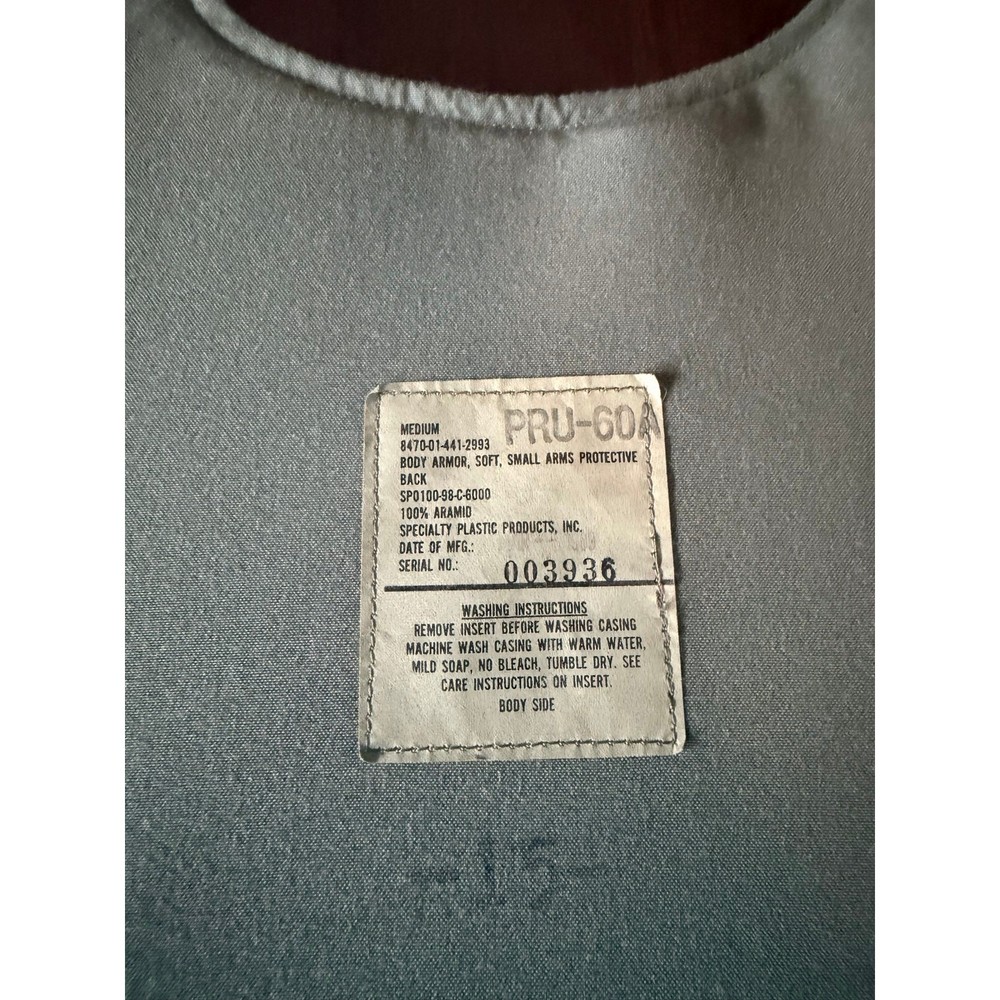 PRU-60A
MEDIUM
8470-01-441-2993
BODY ARMOR, SOFT, SMALL ARMS PROTECTIVE
BACK
SPO100-98-C-6000
100% ARAMID
SPECIALTY PLASTIC PRODUCTS, INC.
DATE OF MFG.:
SERIAL NO.: 003936
WASHING INSTRUCTIONS
REMOVE INSERT BEFORE WASHING CASING
MACHINE WASH CASING WITH WARM WATER,
MILD SOAP, NO BLEACH, TUMBLE DRY. SEE
CARE INSTRUCTIONS ON INSERT.
BODY SIDE
-15-